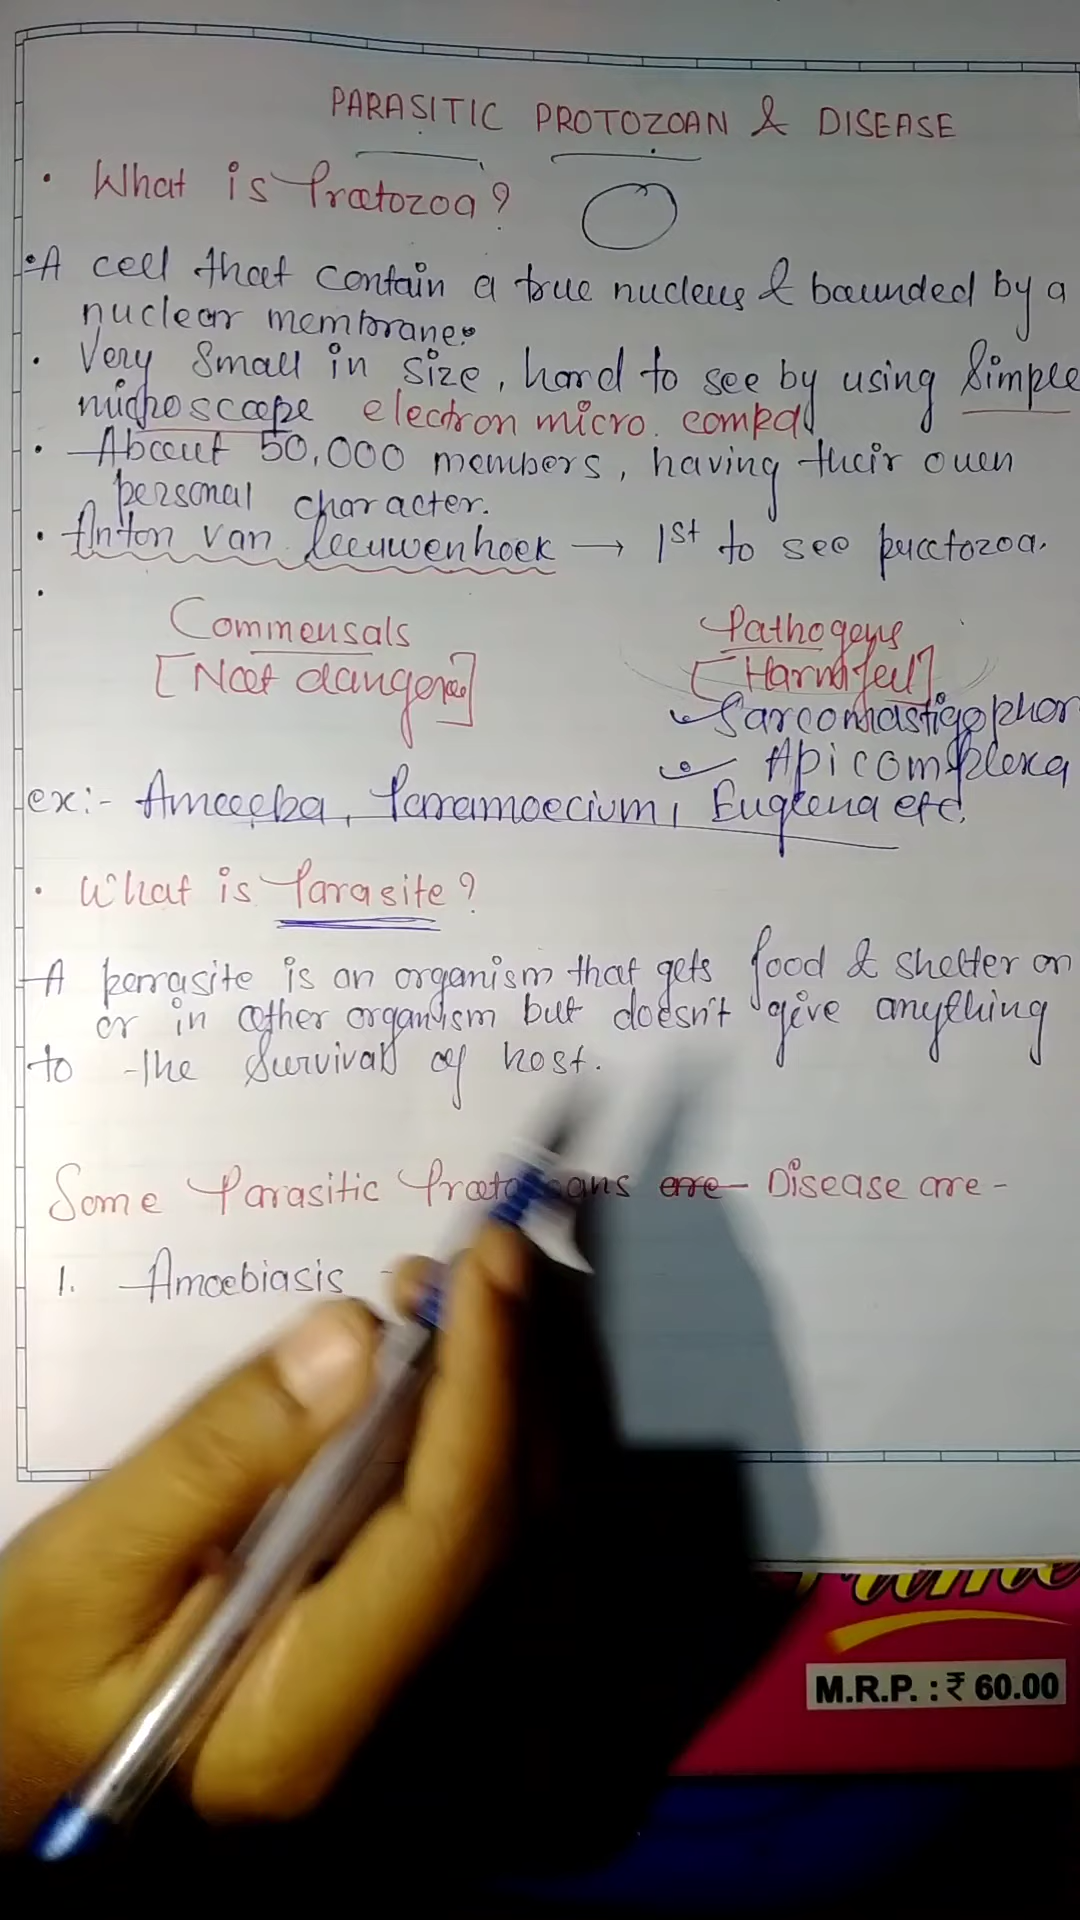 PARASITIC PROTOZOAN & DISEASE
• What is Protozoa?
• A cell that contain a true nucleus & bounded by a
nuclear membrane.
• Very Small in size, hard to see by using Simple
microscope electron micro. compd
• About 50,000 members, having their own
personal character.
• Anton van leeuwenhoek → 1st to see protozoa.
•
Commensals
[Not dangerous]
Pathogens
[Harmful]
Sarcomastigophor
Apicomplexa
ex:- Amoeba, Paramoecium, Euglena etc.
• What is Parasite?
A parasite is an organism that gets food & shelter on
or in other organism but doesn't give anything
to the Survival of host.
Some Parasitic are Disease are -
1. Amoebiasis -
M.R.P. : ₹ 60.00